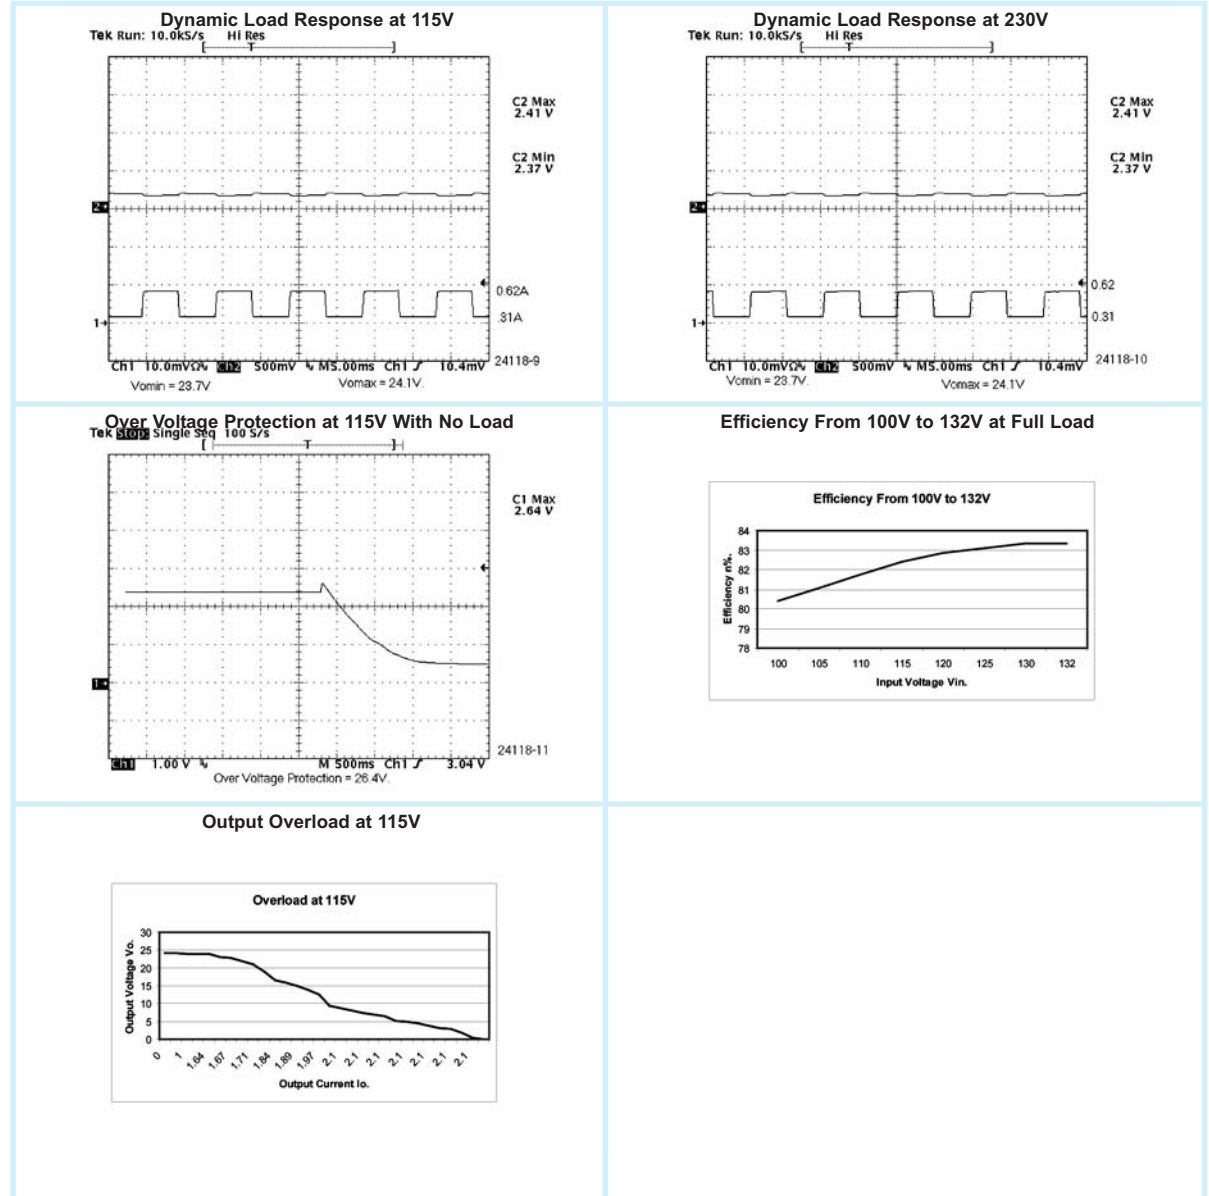 Dynamic Load Response at 115V
Tek Run: 10.0kS/s Hi Res
T
C2 Max
2.41 V
C2 Min
2.37 V
2
0.62A
1
.31A
24118-9
Ch1 10.0mVΩ Ch2 500mV M5.00ms Ch1 10.4mV
Vomin = 23.7V
Vomax = 24.1V.
Dynamic Load Response at 230V
Tek Run: 10.0kS/s Hi Res
T
C2 Max
2.41 V
C2 Min
2.37 V
2
0.62
1
0.31
24118-10
Ch1 10.0mVΩ Ch2 500mV M5.00ms Ch1 10.4mV
Vomin = 23.7V.
Vomax = 24.1V
Over Voltage Protection at 115V With No Load
Tek Stop: Single Seq 100 S/s
T
C1 Max
2.64 V
1
24118-11
Ch1 1.00 V M 500ms Ch1 3.04 V
Over Voltage Protection = 26.4V.
Efficiency From 100V to 132V at Full Load
Efficiency From 100V to 132V
Efficiency n%.
84
83
82
81
80
79
78
100 105 110 115 120 125 130 132
Input Voltage Vin.
Output Overload at 115V
Overload at 115V
Output Voltage Vo.
30
25
20
15
10
5
0
0 1 1.64 1.67 1.71 1.84 1.89 1.97 2.1 2.1 2.1 2.1 2.1 2.1 2.1
Output Current Io.